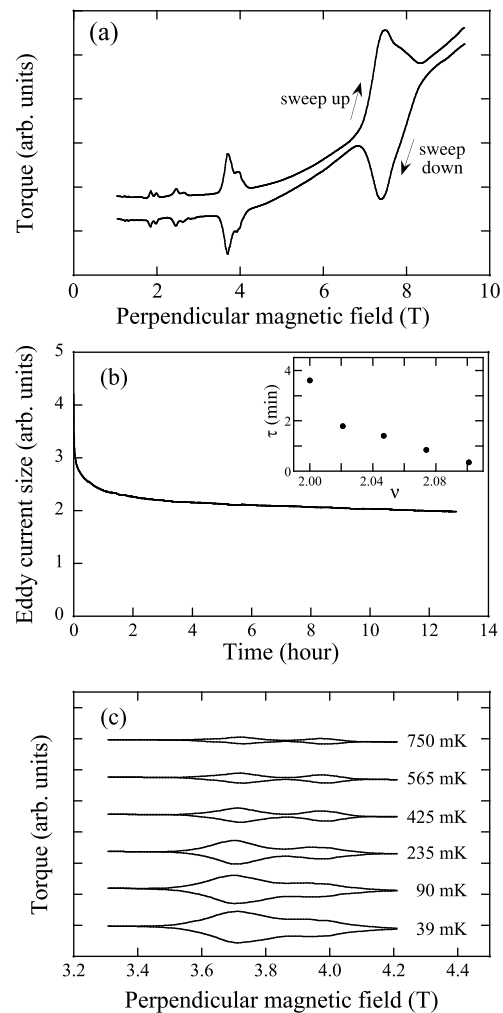 (a)
Torque (arb. units)
sweep up
sweep
down
0 2 4 6 8 10
Perpendicular magnetic field (T)
(b)
Eddy current size (arb. units)
5
4
3
2
1
0
τ (min)
4
2
0
2.00 2.04 2.08
ν
0 2 4 6 8 10 12 14
Time (hour)
(c)
Torque (arb. units)
750 mK
565 mK
425 mK
235 mK
90 mK
39 mK
3.2 3.4 3.6 3.8 4.0 4.2 4.4
Perpendicular magnetic field (T)